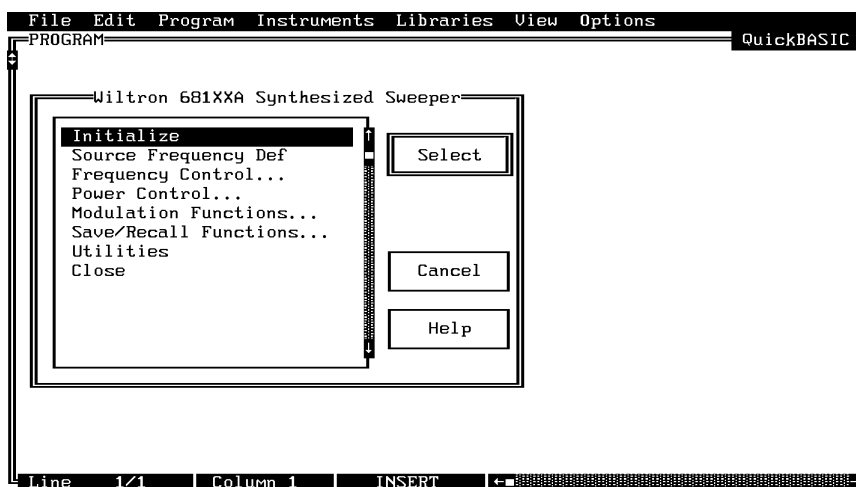 File Edit Program Instruments Libraries View Options
PROGRAM
QuickBASIC
Wiltron 681XXA Synthesized Sweeper
Initialize
Source Frequency Def
Frequency Control...
Power Control...
Modulation Functions...
Save/Recall Functions...
Utilities
Close
Select
Cancel
Help
Line 1/1 Column 1 INSERT